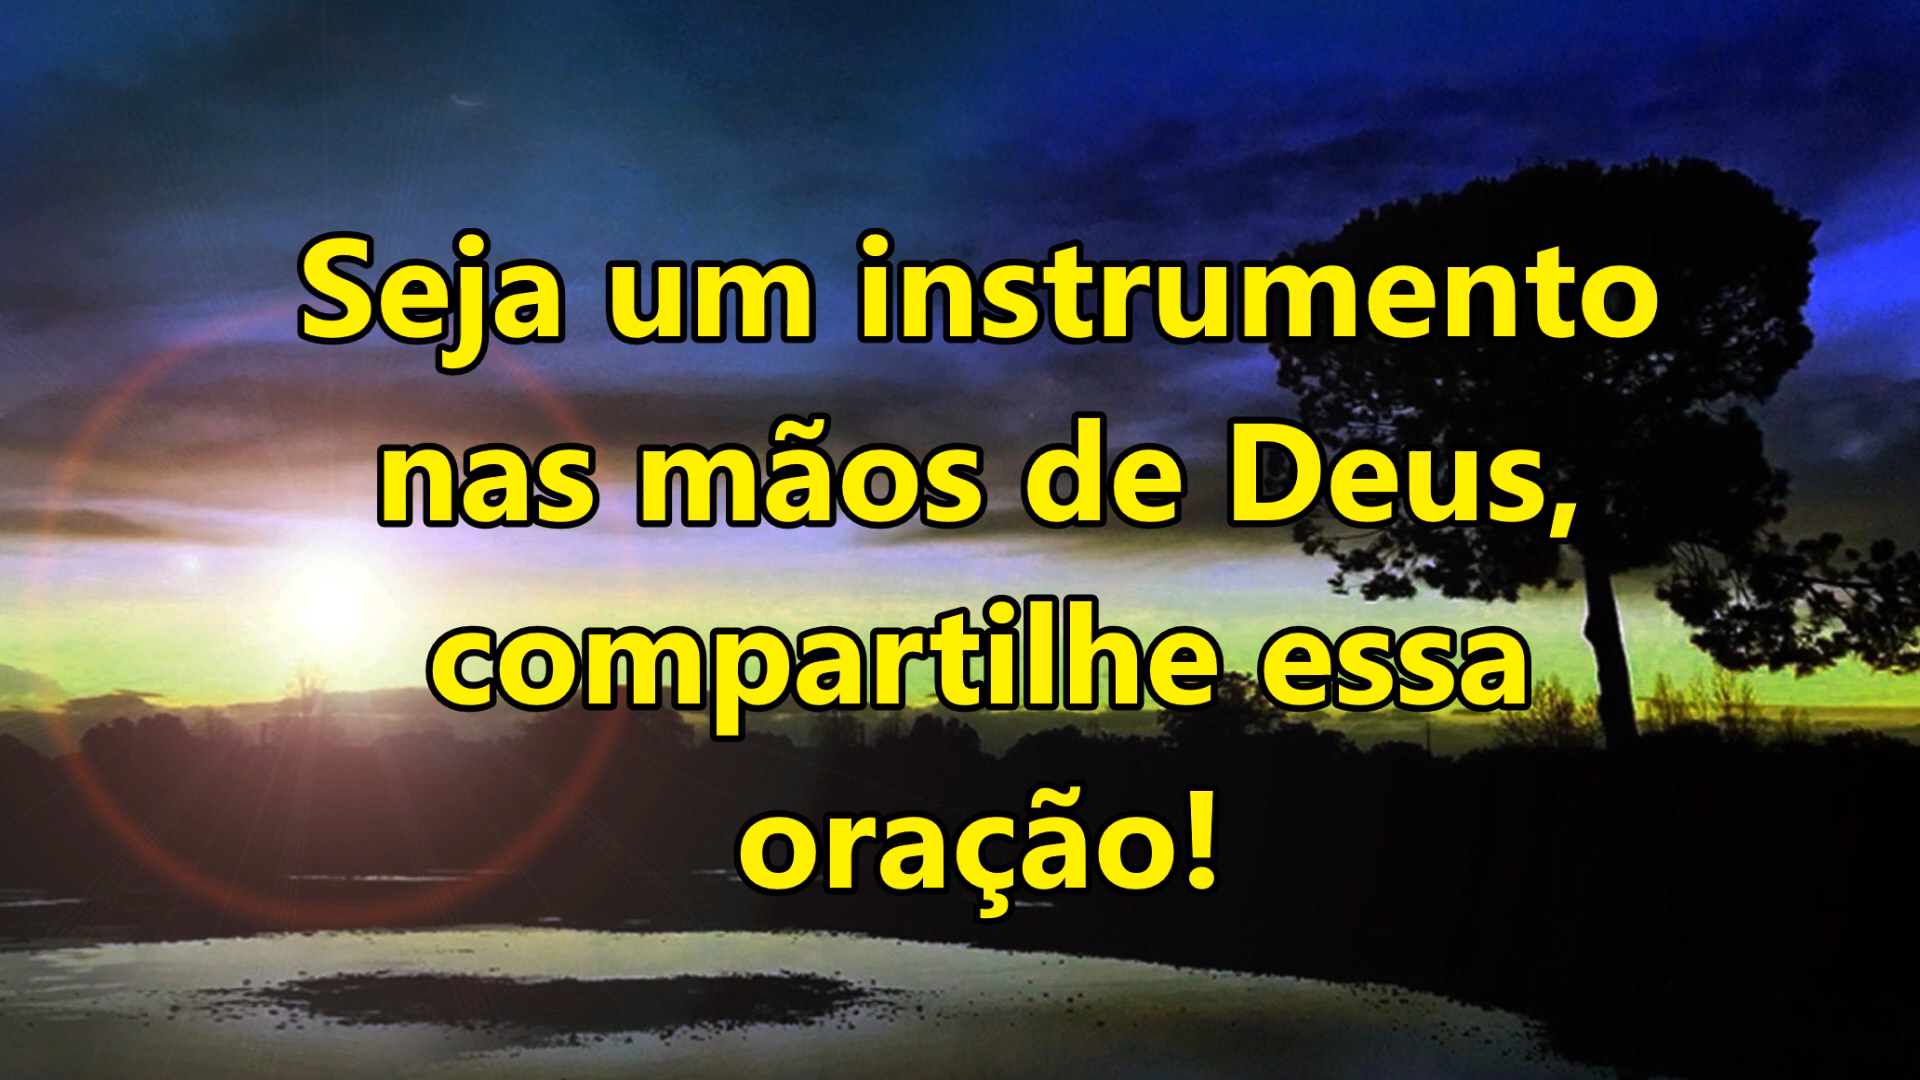 Seja um instrumento
nas mãos de Deus,
compartilhe essa
oração!